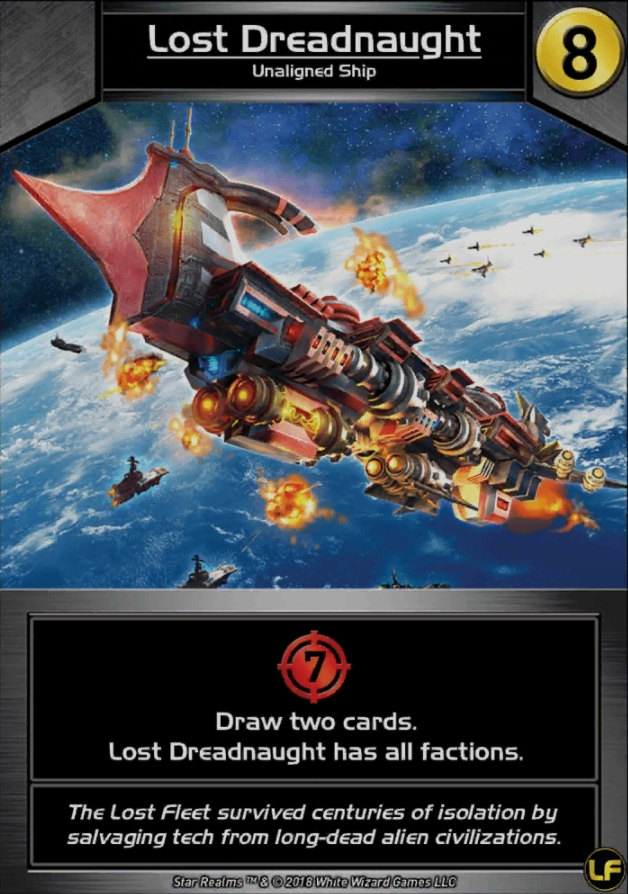 Lost Dreadnaught
8
Unaligned Ship
7
Draw two cards.
Lost Dreadnaught has all factions.
The Lost Fleet survived centuries of isolation by
salvaging tech from long-dead alien civilizations.
Star Realms ™ & © 2018 White Wizard Games LLC
LF